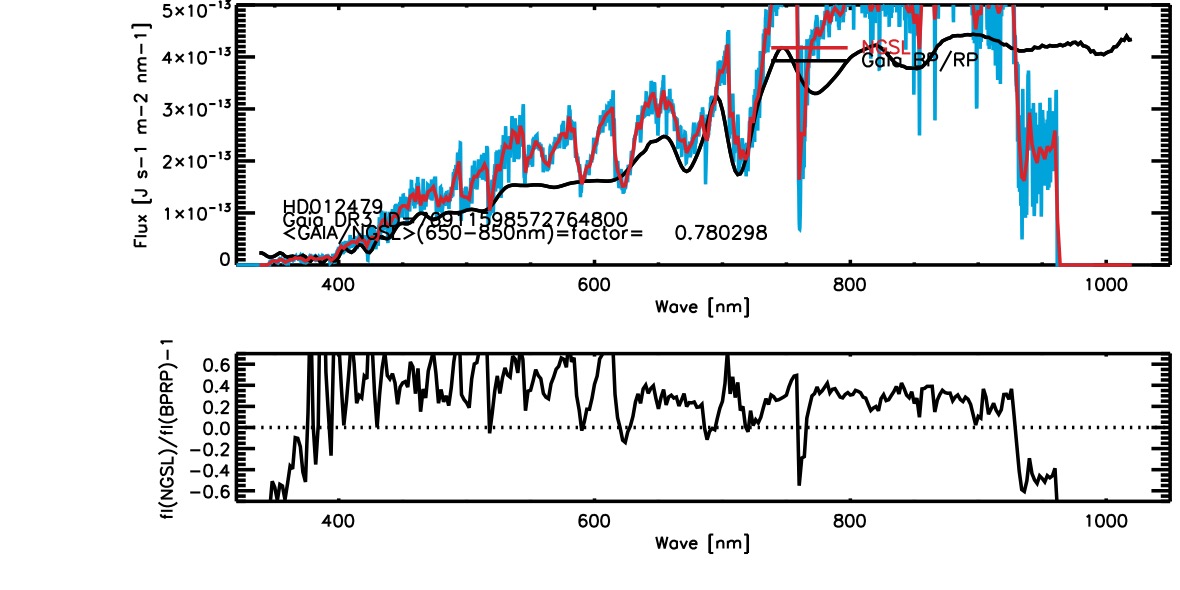 5×10⁻¹³
4×10⁻¹³
3×10⁻¹³
2×10⁻¹³
1×10⁻¹³
0
Flux [J s-1 m-2 nm-1]
NGSL
Gaia BP/RP
HD012479
<GAIA/NGSL>(650-850nm)=factor= 0.780298
400 600 800 1000
Wave [nm]
0.6
0.4
0.2
0.0
-0.2
-0.4
-0.6
fl(NGSL)/fl(BPRP)-1
400 600 800 1000
Wave [nm]